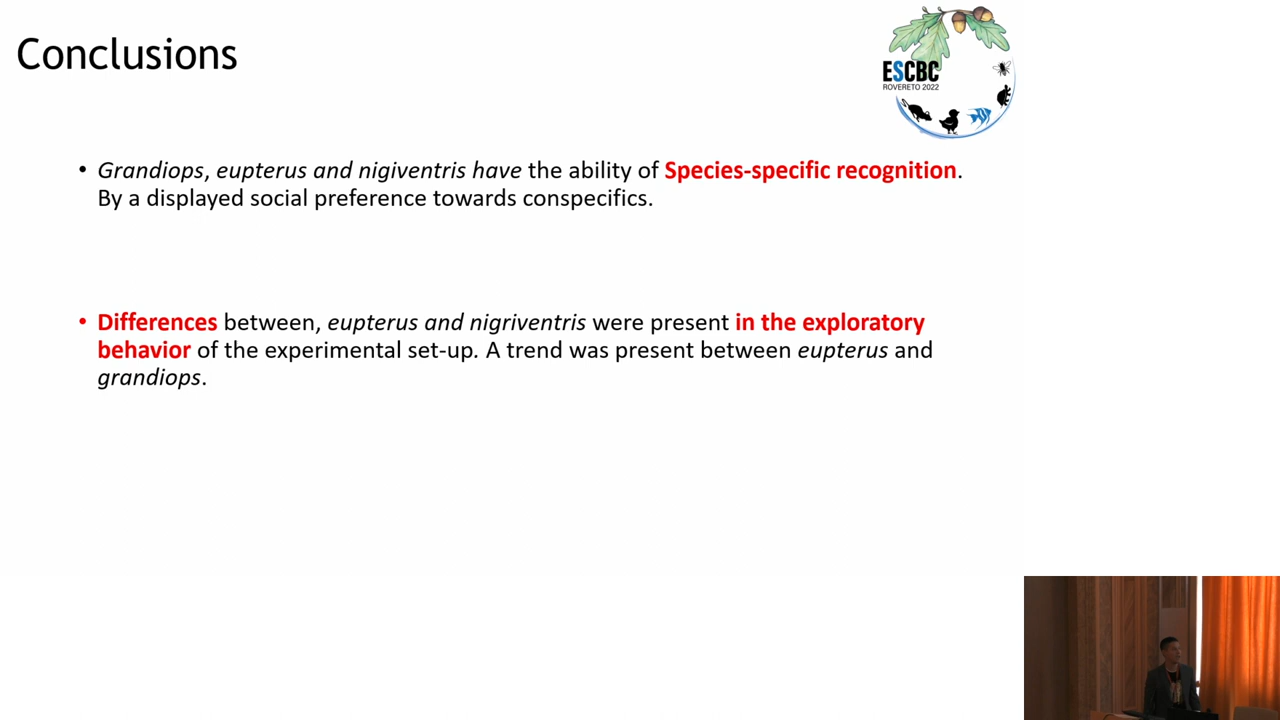 Conclusions
ESCBC
ROVERETO 2022
• Grandiops, eupterus and nigiventris have the ability of Species-specific recognition.
By a displayed social preference towards conspecifics.
• Differences between, eupterus and nigriventris were present in the exploratory
behavior of the experimental set-up. A trend was present between eupterus and
grandiops.